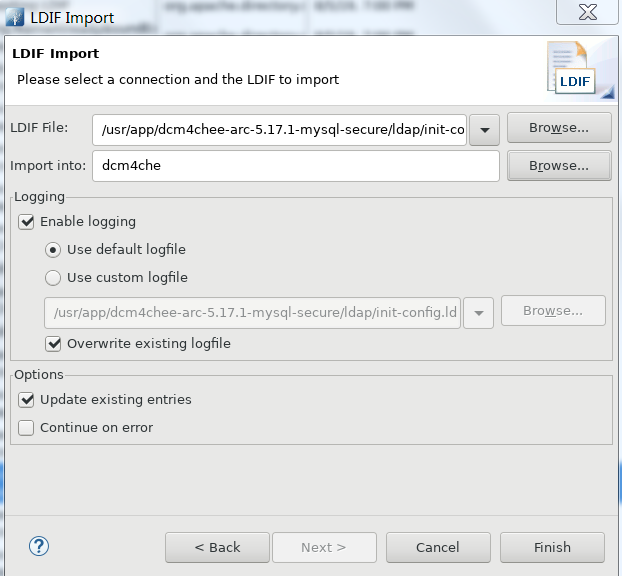 LDIF Import
LDIF Import
Please select a connection and the LDIF to import
LDIF
LDIF File: /usr/app/dcm4chee-arc-5.17.1-mysql-secure/ldap/init-co Browse...
Import into: dcm4che Browse...
Logging
Enable logging
Use default logfile
Use custom logfile
/usr/app/dcm4chee-arc-5.17.1-mysql-secure/ldap/init-config.ld Browse...
Overwrite existing logfile
Options
Update existing entries
Continue on error
? < Back Next > Cancel Finish